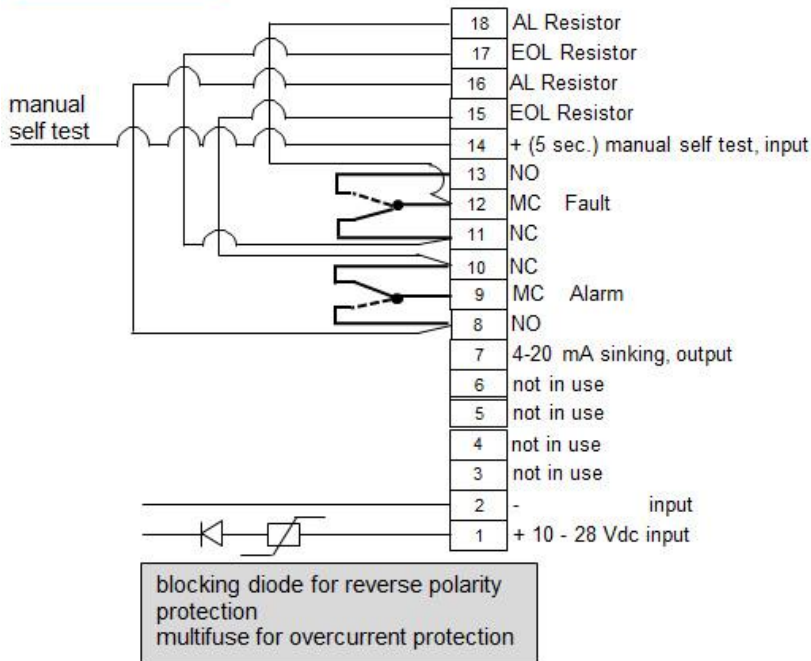 18 AL Resistor
17 EOL Resistor
16 AL Resistor
manual
self test
15 EOL Resistor
14 + (5 sec.) manual self test, input
13 NO
12 MC Fault
11 NC
10 NC
9 MC Alarm
8 NO
7 4-20 mA sinking, output
6 not in use
5 not in use
4 not in use
3 not in use
2 - input
1 + 10 - 28 Vdc input
blocking diode for reverse polarity
protection
multifuse for overcurrent protection